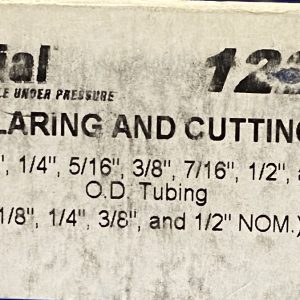 ial 12
LE UNDER PRESSURE
LARING AND CUTTING
", 1/4", 5/16", 3/8", 7/16", 1/2", a
O.D. Tubing
1/8", 1/4", 3/8", and 1/2" NOM.)